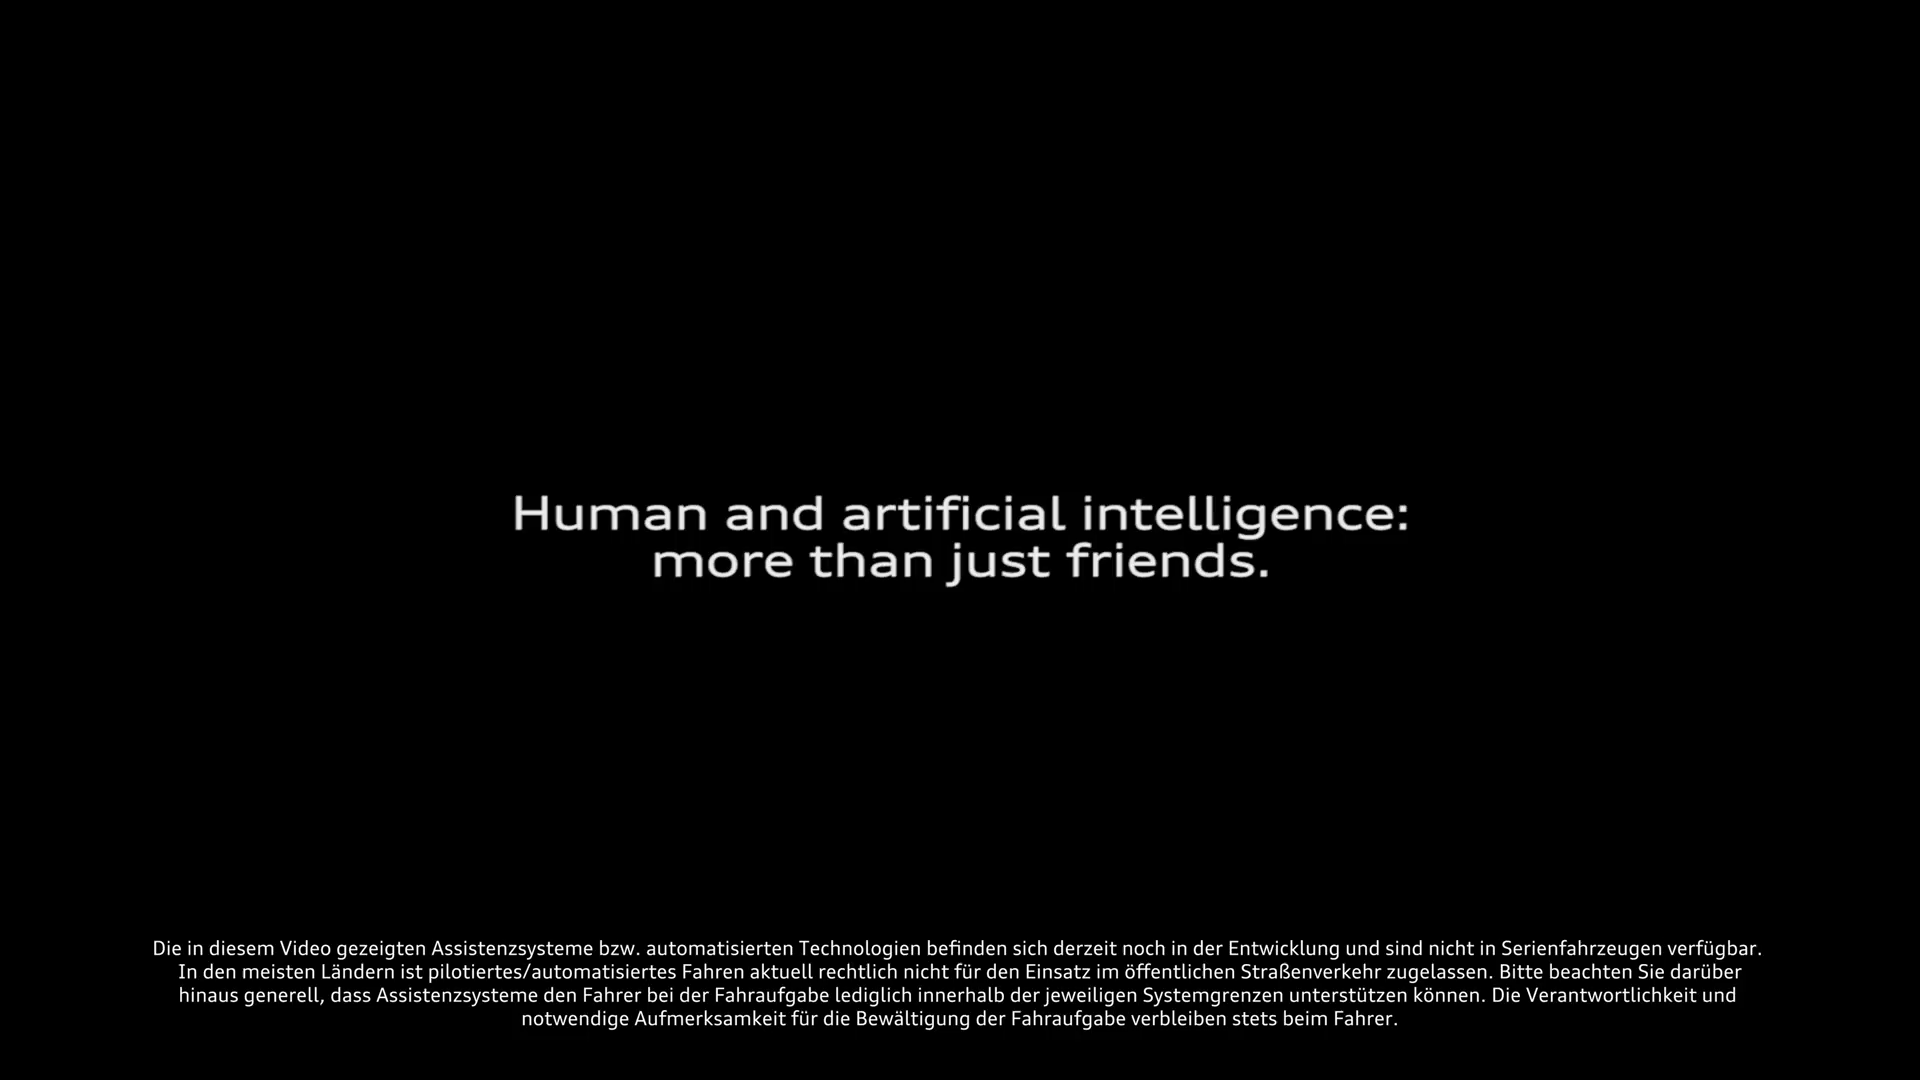 Human and artificial intelligence:
more than just friends.
Die in diesem Video gezeigten Assistenzsysteme bzw. automatisierten Technologien befinden sich derzeit noch in der Entwicklung und sind nicht in Serienfahrzeugen verfügbar.
In den meisten Ländern ist pilotiertes/automatisiertes Fahren aktuell rechtlich nicht für den Einsatz im öffentlichen Straßenverkehr zugelassen. Bitte beachten Sie darüber
hinaus generell, dass Assistenzsysteme den Fahrer bei der Fahraufgabe lediglich innerhalb der jeweiligen Systemgrenzen unterstützen können. Die Verantwortlichkeit und
notwendige Aufmerksamkeit für die Bewältigung der Fahraufgabe verbleiben stets beim Fahrer.